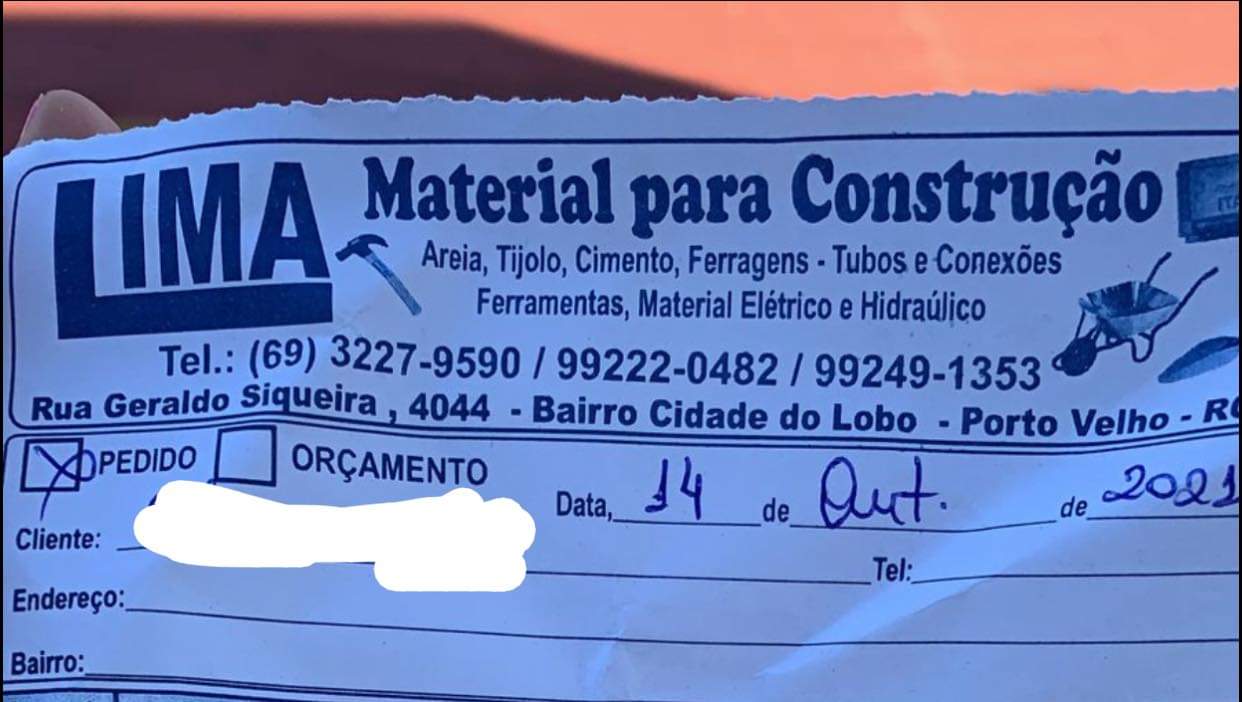 LIMA Material para Construção
Areia, Tijolo, Cimento, Ferragens - Tubos e Conexões
Ferramentas, Material Elétrico e Hidraúlico
Tel.: (69) 3227-9590 / 99222-0482 / 99249-1353
Rua Geraldo Siqueira , 4044 - Bairro Cidade do Lobo - Porto Velho - RO
X PEDIDO ORÇAMENTO
Data, 14 de Out. de 2021
Cliente:
Tel:
Endereço:
Bairro: